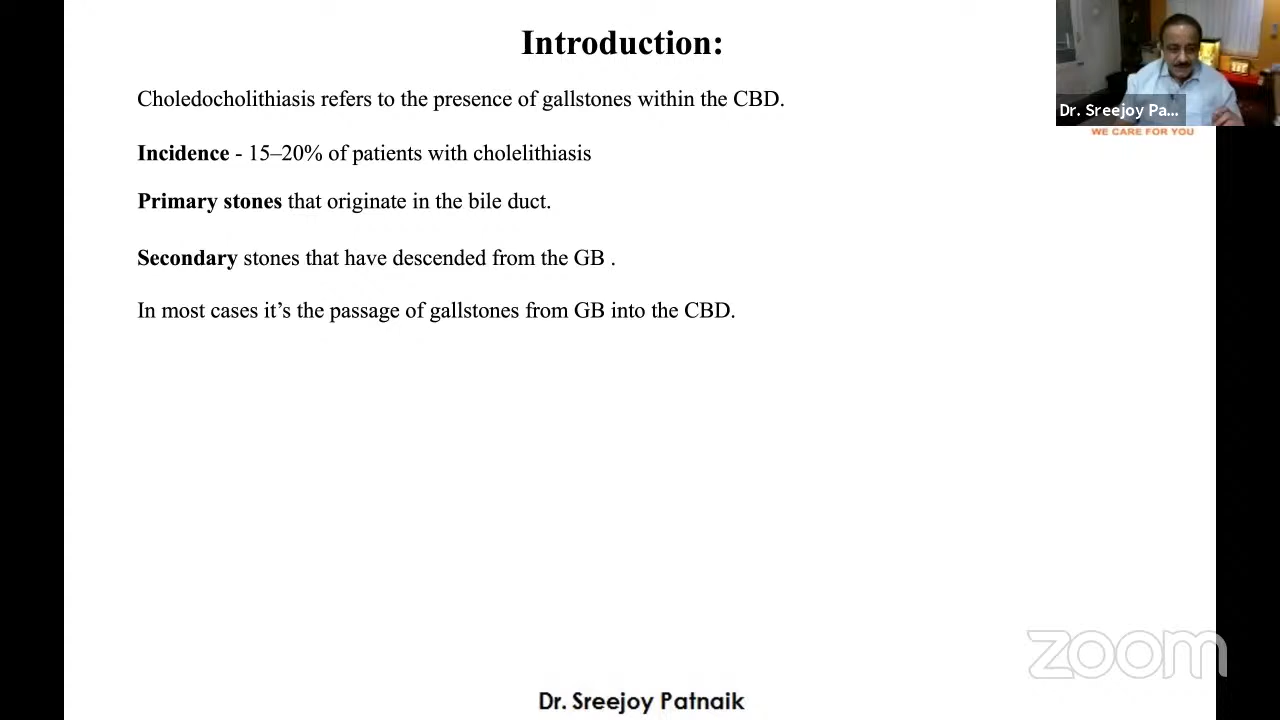 Introduction:
Choledocholithiasis refers to the presence of gallstones within the CBD.
Incidence - 15–20% of patients with cholelithiasis
Primary stones that originate in the bile duct.
Secondary stones that have descended from the GB .
In most cases it’s the passage of gallstones from GB into the CBD.
Dr. Sreejoy Pa...
WE CARE FOR YOU
zoom
Dr. Sreejoy Patnaik